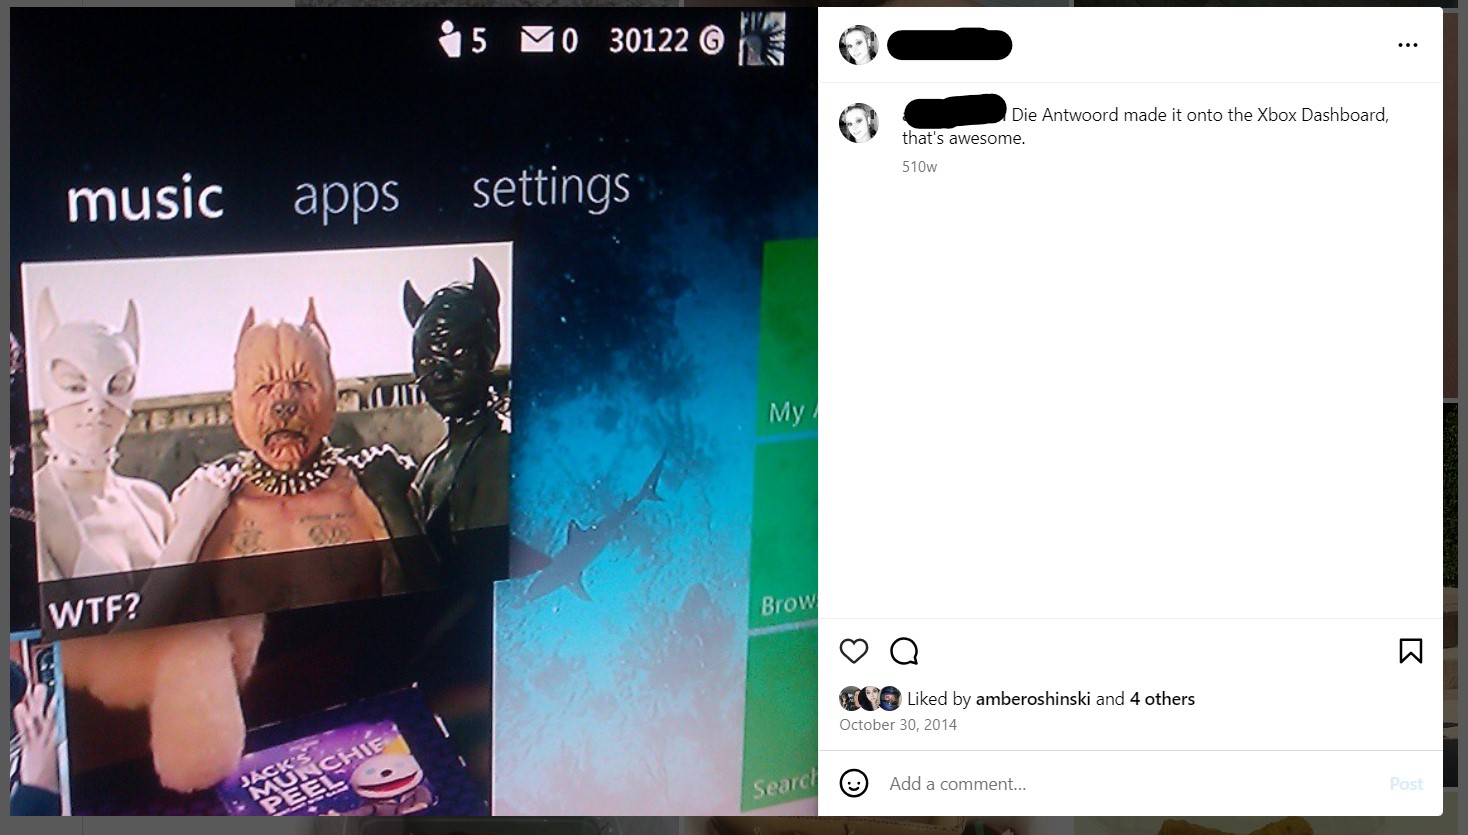 5 0 30122 G
music apps settings
My
WTF?
Brow
JACK'S
MUNCHIE
PEEL
Search
Die Antwoord made it onto the Xbox Dashboard,
that's awesome.
510w
Liked by amberoshinski and 4 others
October 30, 2014
Add a comment...
Post